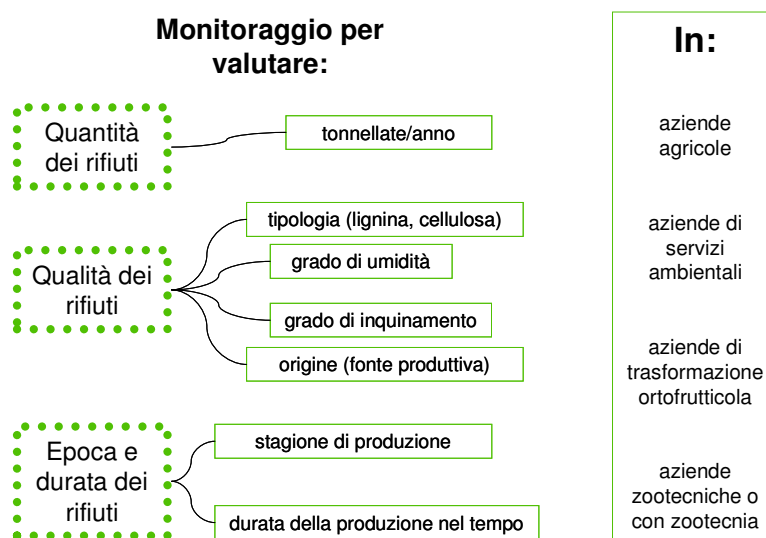 Monitoraggio per
valutare:
Quantità
dei rifiuti
tonnellate/anno
Qualità dei
rifiuti
tipologia (lignina, cellulosa)
grado di umidità
grado di inquinamento
origine (fonte produttiva)
Epoca e
durata dei
rifiuti
stagione di produzione
durata della produzione nel tempo
In:
aziende
agricole
aziende di
servizi
ambientali
aziende di
trasformazione
ortofrutticola
aziende
zootecniche o
con zootecnia